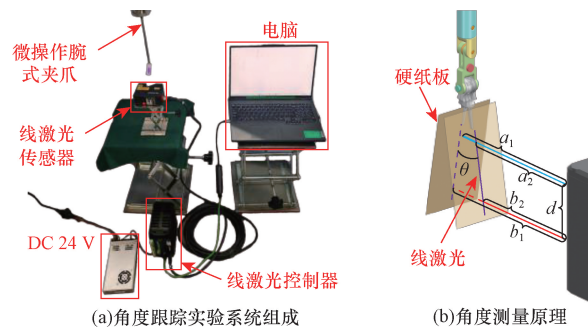 微操作腕
式夹爪
电脑
线激光
传感器
DC 24 V
线激光控制器
(a)角度跟踪实验系统组成
硬纸板
a₁
a₂
θ
b₂
d
b₁
线激光
(b)角度测量原理